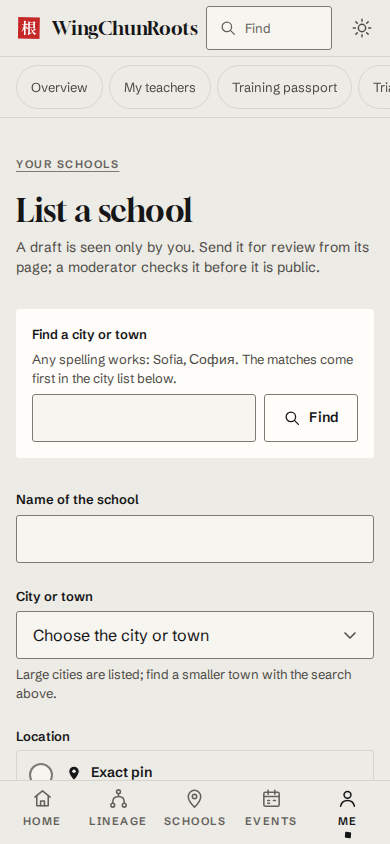 根 WingChunRoots Find
Overview My teachers Training passport Tria
YOUR SCHOOLS
List a school
A draft is seen only by you. Send it for review from its
page; a moderator checks it before it is public.
Find a city or town
Any spelling works: Sofia, София. The matches come
first in the city list below.
Find
Name of the school
City or town
Choose the city or town
Large cities are listed; find a smaller town with the search
above.
Location
Exact pin
HOME LINEAGE SCHOOLS EVENTS ME